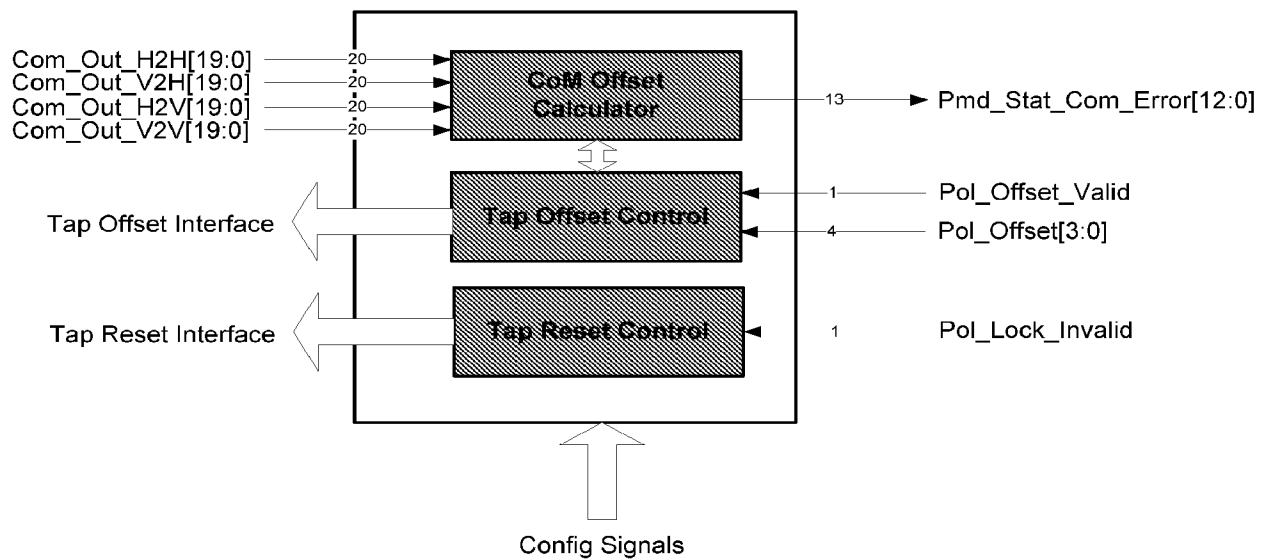 Com_Out_H2H[19:0]
20
Com_Out_V2H[19:0]
20
Com_Out_H2V[19:0]
20
Com_Out_V2V[19:0]
20
CoM Offset
Calculator
13
Pmd_Stat_Com_Error[12:0]
Tap Offset Interface
Tap Offset Control
1
Pol_Offset_Valid
4
Pol_Offset[3:0]
Tap Reset Interface
Tap Reset Control
1
Pol_Lock_Invalid
Config Signals